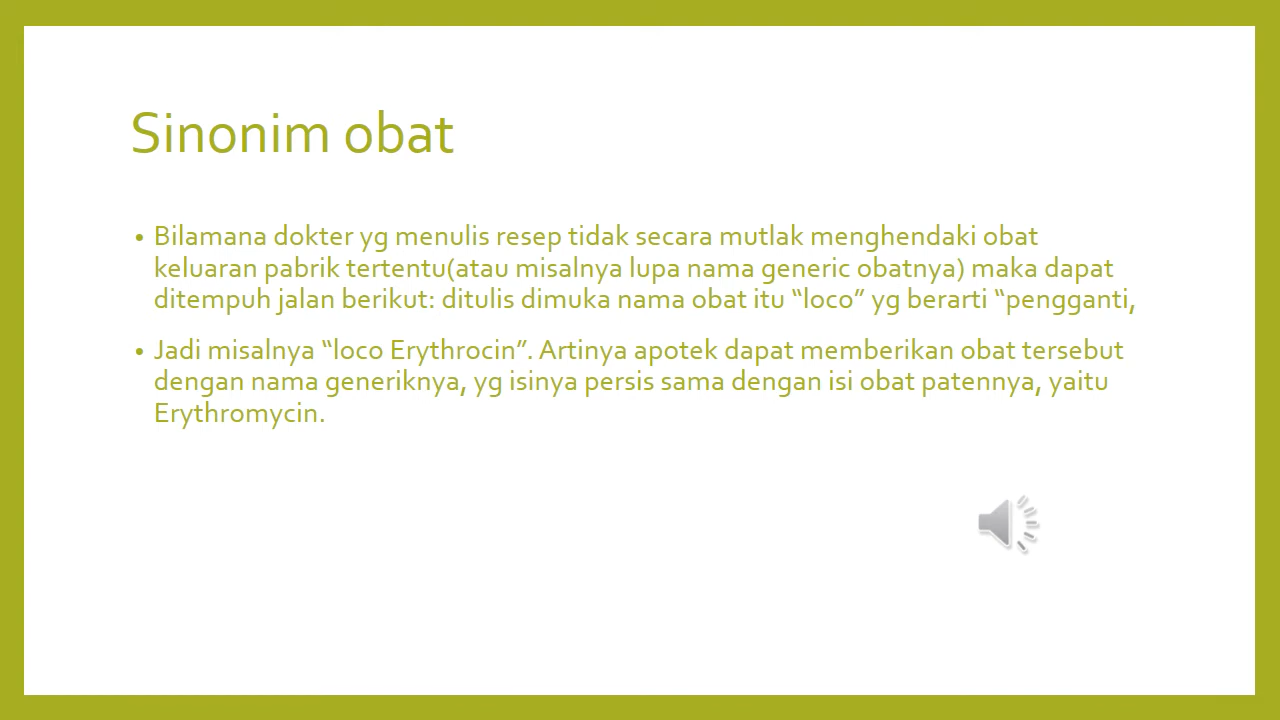 Sinonim obat
• Bilamana dokter yg menulis resep tidak secara mutlak menghendaki obat
keluaran pabrik tertentu(atau misalnya lupa nama generic obatnya) maka dapat
ditempuh jalan berikut: ditulis dimuka nama obat itu “loco” yg berarti “pengganti,
• Jadi misalnya “loco Erythrocin”. Artinya apotek dapat memberikan obat tersebut
dengan nama generiknya, yg isinya persis sama dengan isi obat patennya, yaitu
Erythromycin.